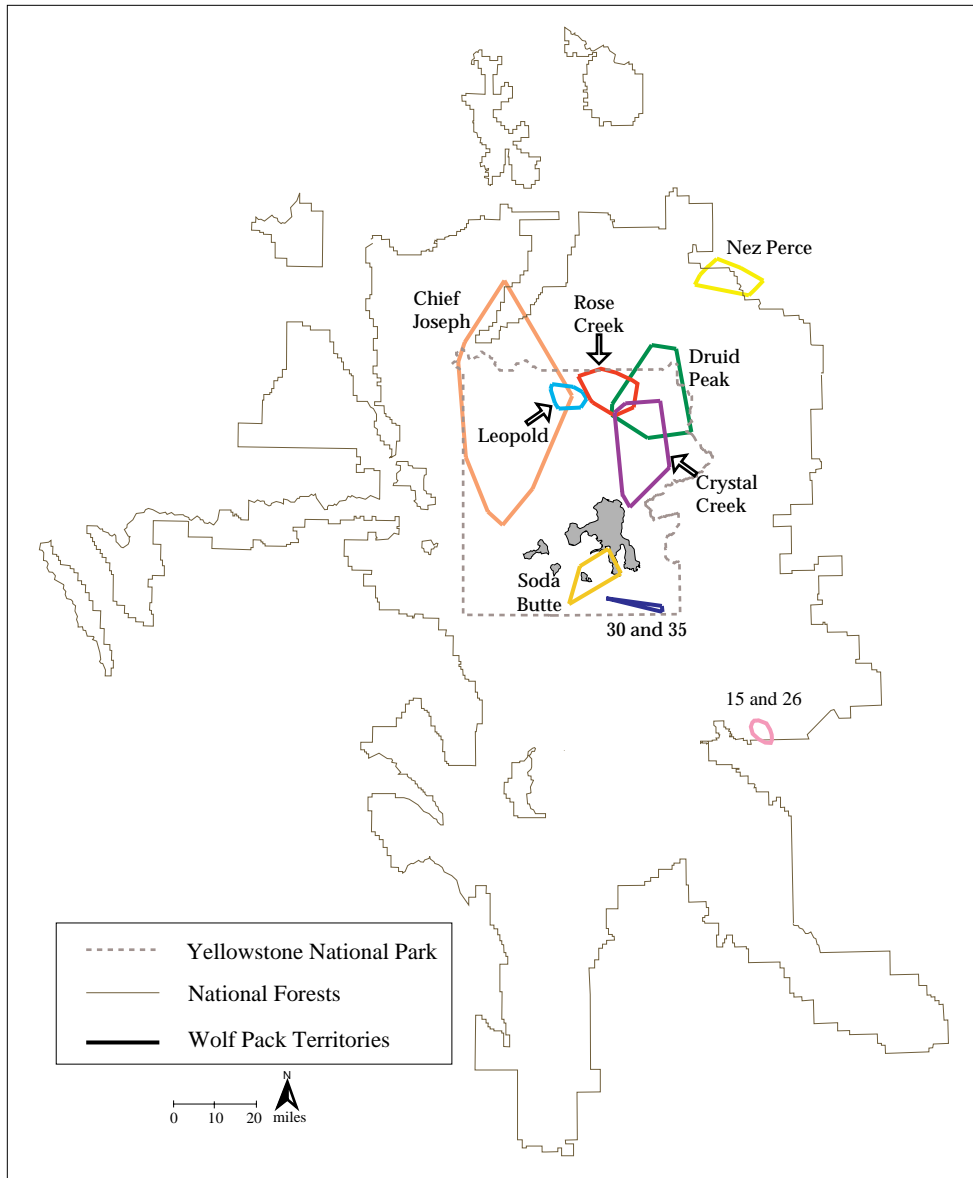 Nez Perce
Chief
Joseph
Rose
Creek
Druid
Peak
Leopold
Crystal
Creek
Soda
Butte
30 and 35
15 and 26
Yellowstone National Park
National Forests
Wolf Pack Territories
N
miles
0 10 20